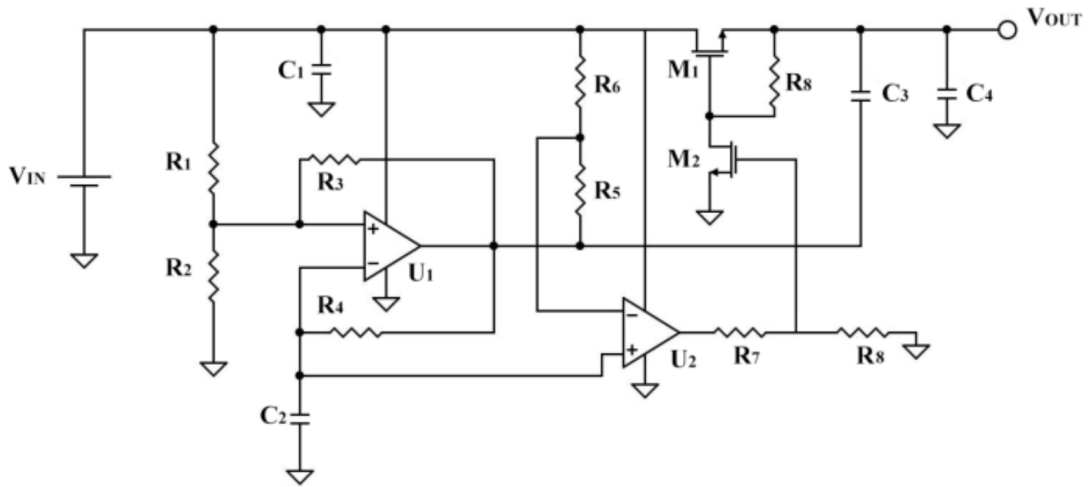 VOUT
C1
R6
M1
R8
C3
C4
R1
R3
M2
VIN
R5
+
−
U1
R2
R4
−
+
U2
R7
R8
C2